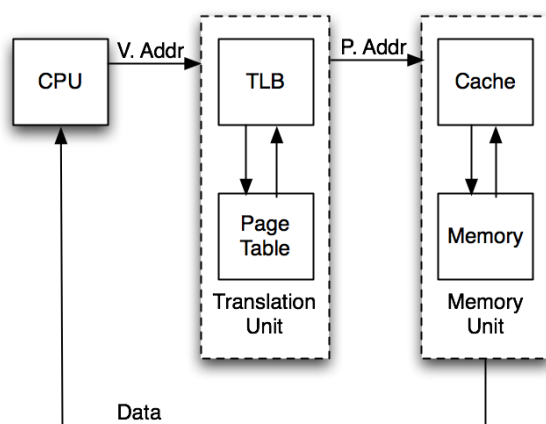 CPU
V. Addr
TLB
P. Addr
Cache
Page
Table
Memory
Translation
Unit
Memory
Unit
Data